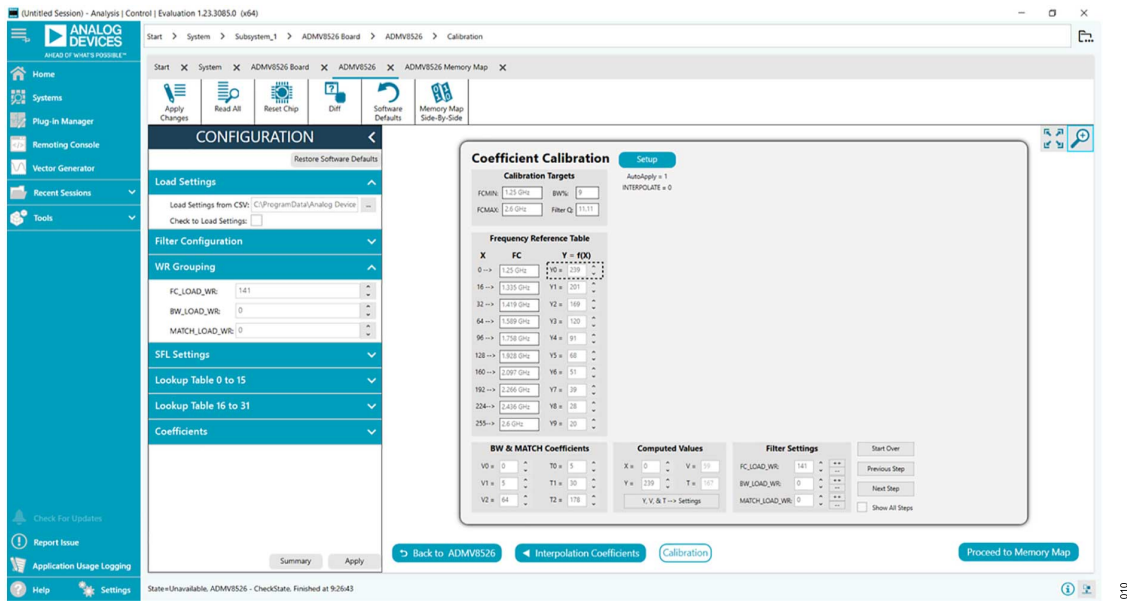 (Untitled Session) - Analysis | Control | Evaluation 1.23.3085.0 (x64)
ANALOG DEVICES
AHEAD OF WHAT'S POSSIBLE™
Start > System > Subsystem_1 > ADMV8526 Board > ADMV8526 > Calibration
Home
Systems
Plug-In Manager
Remoting Console
Vector Generator
Recent Sessions
Tools
Check For Updates
Report Issue
Application Usage Logging
Help Settings
Start System ADMV8526 Board ADMV8526 ADMV8526 Memory Map
Apply Changes
Read All
Reset Chip
Diff
Software Defaults
Memory Map Side-By-Side
CONFIGURATION
Restore Software Defaults
Load Settings
Load Settings from CSV: C:\ProgramData\Analog Device ...
Check to Load Settings:
Filter Configuration
WR Grouping
FC_LOAD_WR: 141
BW_LOAD_WR: 0
MATCH_LOAD_WR: 0
SFL Settings
Lookup Table 0 to 15
Lookup Table 16 to 31
Coefficients
Summary Apply
Coefficient Calibration Setup
Calibration Targets
FCMIN: 1.25 GHz BW%: 9
FCMAX: 2.6 GHz Filter Q: 11.11
AutoApply = 1
INTERPOLATE = 0
Frequency Reference Table
X FC Y = f(X)
0 --> 1.25 GHz Y0 = 239
16 --> 1.335 GHz Y1 = 201
32 --> 1.419 GHz Y2 = 169
64 --> 1.589 GHz Y3 = 120
96 --> 1.758 GHz Y4 = 91
128 --> 1.928 GHz Y5 = 68
160 --> 2.097 GHz Y6 = 51
192 --> 2.266 GHz Y7 = 39
224--> 2.436 GHz Y8 = 28
255--> 2.6 GHz Y9 = 20
BW & MATCH Coefficients
V0 = 0 T0 = 5
V1 = 5 T1 = 30
V2 = 64 T2 = 178
Computed Values
X = 0 V = 59
Y = 239 T = 167
Y, V, & T --> Settings
Filter Settings
FC_LOAD_WR: 141 ++ --
BW_LOAD_WR: 0 ++ --
MATCH_LOAD_WR: 0 ++ --
Start Over
Previous Step
Next Step
Show All Steps
Back to ADMV8526
Interpolation Coefficients
Calibration
Proceed to Memory Map
State=Unavailable, ADMV8526 - CheckState, Finished at 9:26:43
010